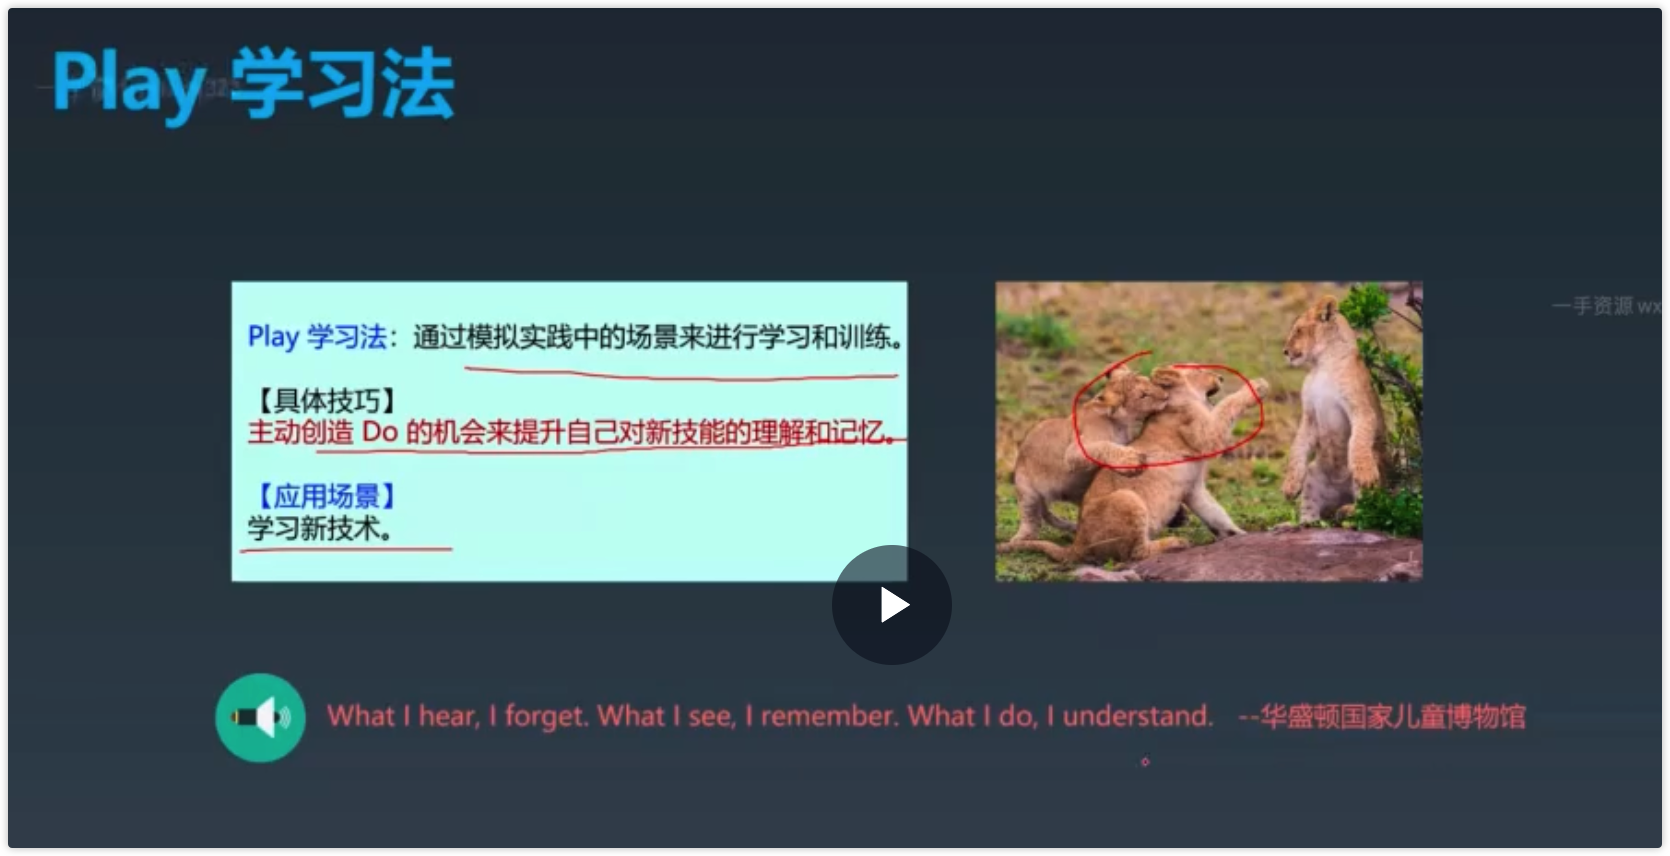 Play 学习法
Play 学习法：通过模拟实践中的场景来进行学习和训练。
【具体技巧】
主动创造 Do 的机会来提升自己对新技能的理解和记忆。
【应用场景】
学习新技术。
一手资源 wx
What I hear, I forget. What I see, I remember. What I do, I understand. --华盛顿国家儿童博物馆